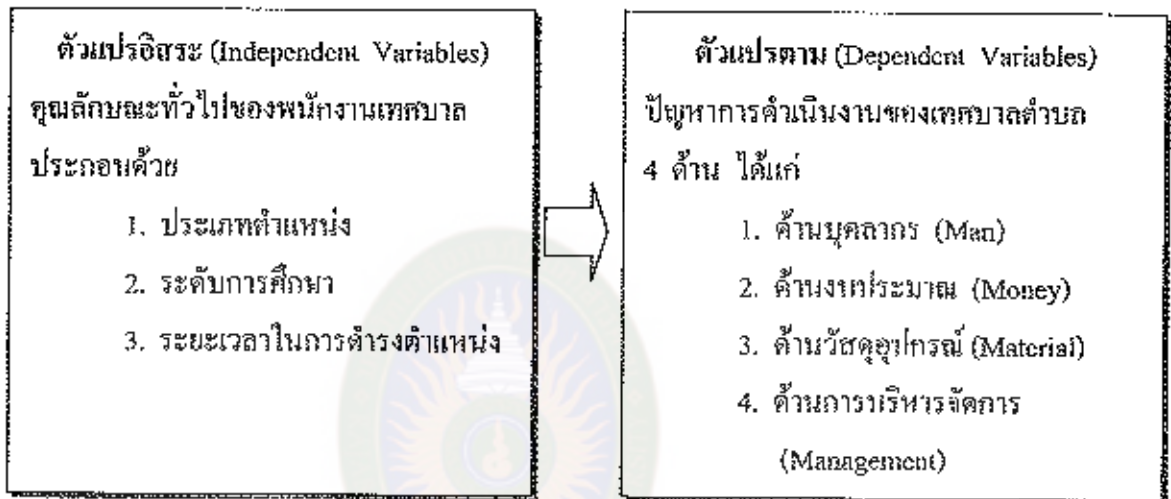 ตัวแปรอิสระ (Independent Variables)
คุณลักษณะทั่วไปของพนักงานเทศบาล
ประกอบด้วย
1. ประเภทตำแหน่ง
2. ระดับการศึกษา
3. ระยะเวลาในการดำรงตำแหน่ง
ตัวแปรตาม (Dependent Variables)
ปัญหาการดำเนินงานของเทศบาลตำบล
4 ด้าน ได้แก่
1. ด้านบุคลากร (Man)
2. ด้านงบประมาณ (Money)
3. ด้านวัสดุอุปกรณ์ (Material)
4. ด้านการบริหารจัดการ
(Management)